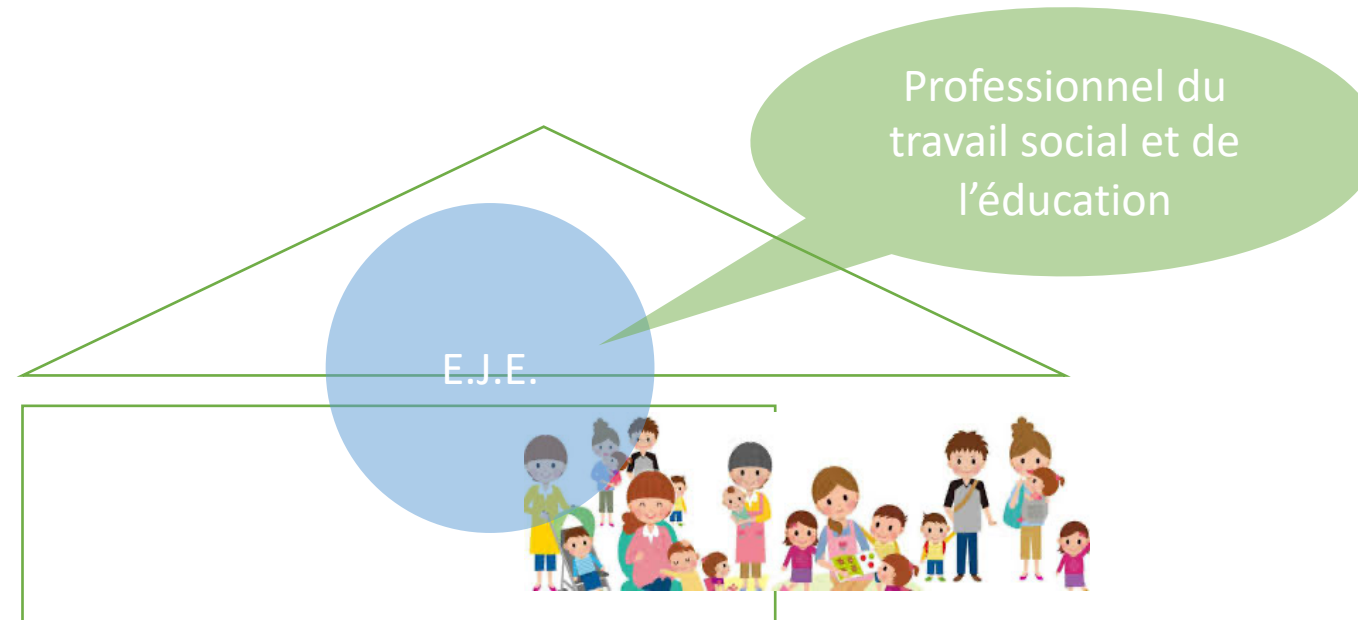 Professionnel du
travail social et de
l’éducation
E.J.E.